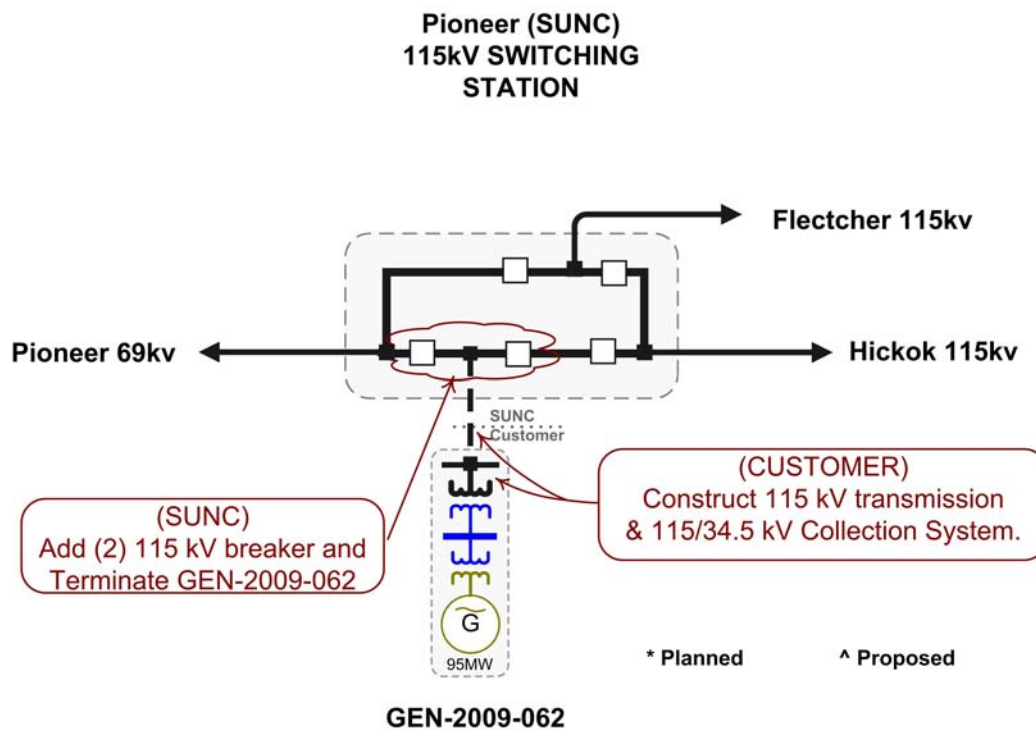 Pioneer (SUNC)
115kV SWITCHING
STATION
Flectcher 115kv
Pioneer 69kv
Hickok 115kv
SUNC
Customer
(SUNC)
Add (2) 115 kV breaker and
Terminate GEN-2009-062
(CUSTOMER)
Construct 115 kV transmission
& 115/34.5 kV Collection System.
G
95MW
* Planned
^ Proposed
GEN-2009-062